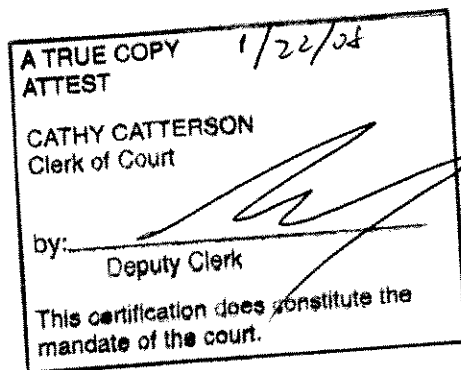 A TRUE COPY 1/22/08
ATTEST
CATHY CATTERSON
Clerk of Court
by:
Deputy Clerk
This certification does constitute the
mandate of the court.